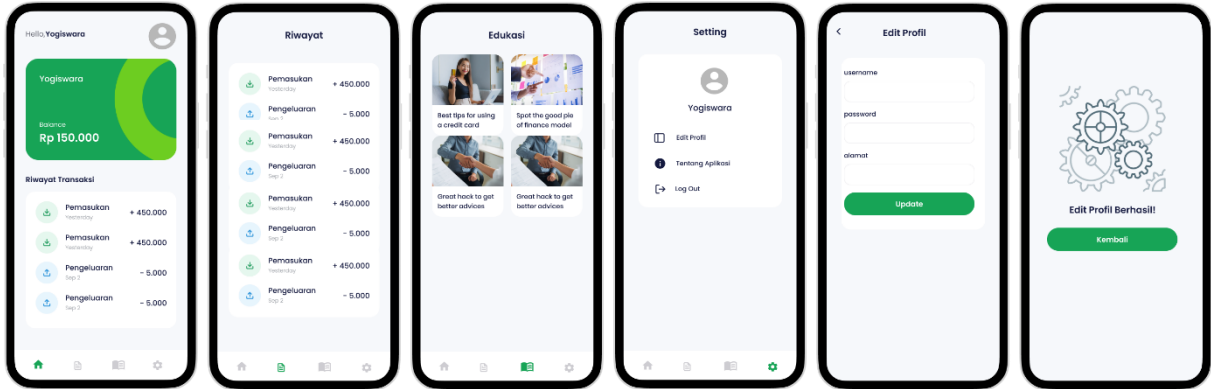 Hello,Yogiswara
Yogiswara
Balance
Rp 150.000
Riwayat Transaksi
Pemasukan
Yesterday
+ 450.000
Pemasukan
Yesterday
+ 450.000
Pengeluaran
Sep 2
- 5.000
Pengeluaran
Sep 2
- 5.000
Riwayat
Pemasukan
Yesterday
+ 450.000
Pengeluaran
Sep 2
- 5.000
Pemasukan
Yesterday
+ 450.000
Pengeluaran
Sep 2
- 5.000
Pemasukan
Yesterday
+ 450.000
Pengeluaran
Sep 2
- 5.000
Pemasukan
Yesterday
+ 450.000
Pengeluaran
Sep 2
- 5.000
Edukasi
Best tips for using
a credit card
Spot the good pie
of finance model
Great hack to get
better advices
Great hack to get
better advices
Setting
Yogiswara
Edit Profil
Tentang Aplikasi
Log Out
Edit Profil
username
password
alamat
Update
Edit Profil Berhasil!
Kembali